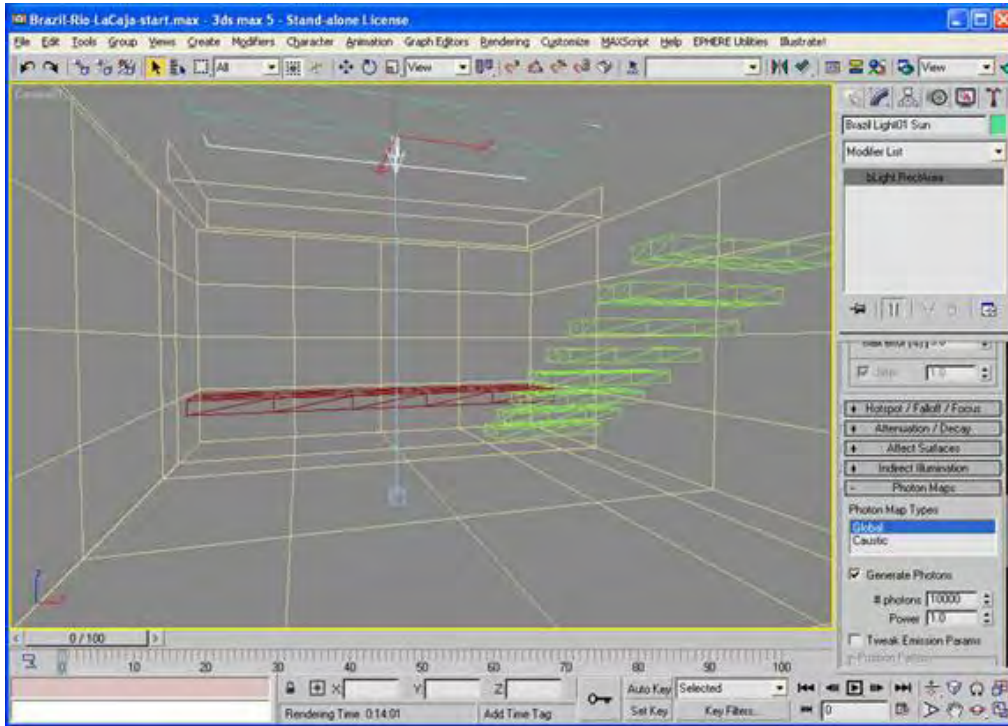 Brazil-Rio-LaCaja-start.max - 3ds max 5 - Stand-alone License
File Edit Tools Group Views Create Modifiers Character Animation Graph Editors Rendering Customize MAXScript Help EPHERE Utilities Illustrate!
All View View
Brazil Light01 Sun
Modifier List
bLight RectArea
1.0
+ Hotspot / Falloff / Focus
+ Attenuation / Decay
+ Affect Surfaces
+ Indirect Illumination
- Photon Maps
Photon Map Types
Global
Caustic
Generate Photons
# photons 10000
Power 1.0
Tweak Emission Params
z
< 0 / 100 >
0 10 20 30 40 50 60 70 80 90 100
X: Y: Z:
Auto Key Selected
Set Key Key Filters...
0
Rendering Time 0:14:01 Add Time Tag